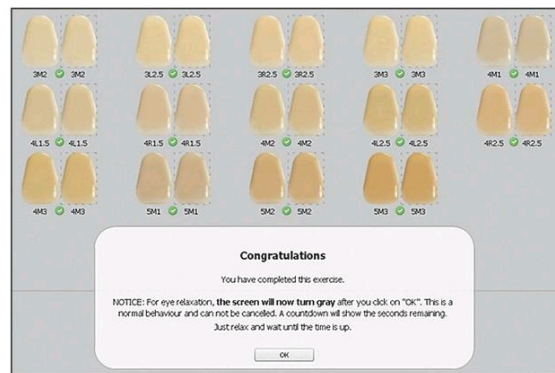 3M2 3M2 3L2.5 3L2.5 3R2.5 3R2.5 3M3 3M3 4M1 4M1
4L1.5 4L1.5 4R1.5 4R1.5 4M2 4M2 4L2.5 4L2.5 4R2.5 4R2.5
4M3 4M3 5M1 5M1 5M2 5M2 5M3 5M3
Congratulations
You have completed this exercise.
NOTICE: For eye relaxation, the screen will now turn gray after you click on "OK". This is a
normal behaviour and can not be cancelled. A countdown will show the seconds remaining.
Just relax and wait until the time is up.
OK